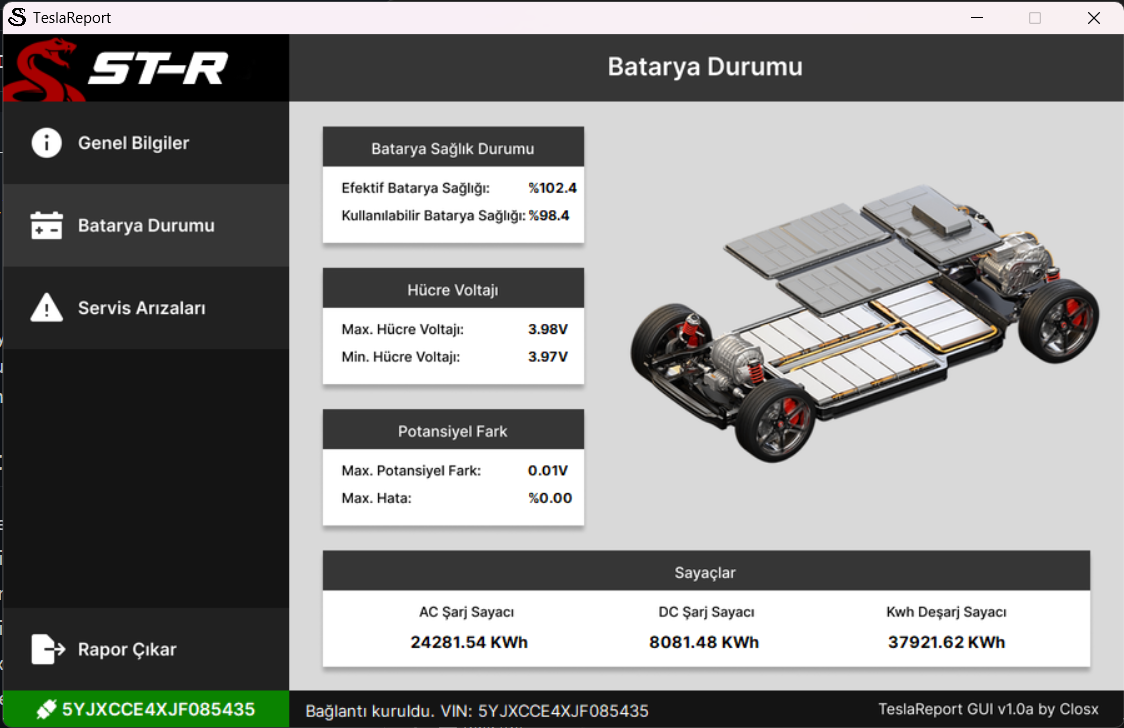 TeslaReport
ST-R
Batarya Durumu
Genel Bilgiler
Batarya Durumu
Servis Arızaları
Rapor Çıkar
5YJXCCE4XJF085435
Batarya Sağlık Durumu
Efektif Batarya Sağlığı: %102.4
Kullanılabilir Batarya Sağlığı: %98.4
Hücre Voltajı
Max. Hücre Voltajı: 3.98V
Min. Hücre Voltajı: 3.97V
Potansiyel Fark
Max. Potansiyel Fark: 0.01V
Max. Hata: %0.00
Sayaçlar
AC Şarj Sayacı DC Şarj Sayacı Kwh Deşarj Sayacı
24281.54 KWh 8081.48 KWh 37921.62 KWh
Bağlantı kuruldu. VIN: 5YJXCCE4XJF085435
TeslaReport GUI v1.0a by Closx